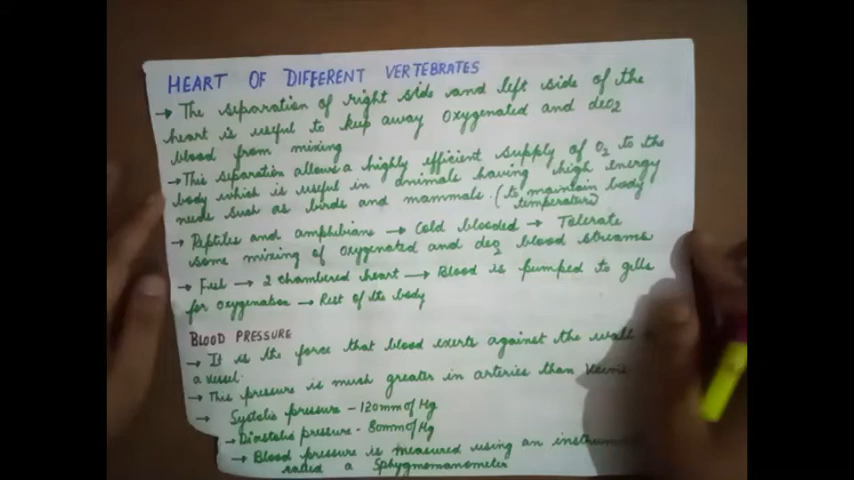 HEART OF DIFFERENT VERTEBRATES
→ The separation of right side and left side of the
heart is useful to keep away Oxygenated and deo2
blood from mixing
→ This separation allows a highly efficient supply of O2 to the
body which is useful in animals having high energy
needs such as birds and mammals. (to maintain body
temperature)
→ Reptiles and amphibians → Cold blooded → Tolerate
some mixing of oxygenated and deo2 blood streams
→ Fish → 2 chambered heart → Blood is pumped to gills
for oxygenation → Rest of the body
BLOOD PRESSURE
→ It is the force that blood exerts against the wall
a vessel.
→ This pressure is much greater in arteries than veins
→ Systolic pressure - 120mm of Hg
→ Diastolic pressure - 80mm of Hg
→ Blood pressure is measured using an
called a Sphygmomanometer